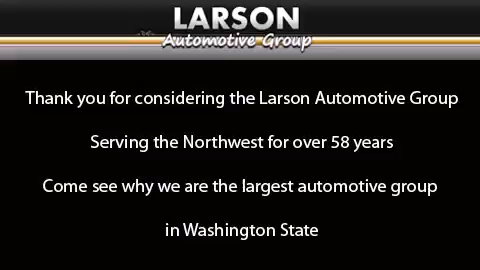 LARSON
Automotive Group
Thank you for considering the Larson Automotive Group
Serving the Northwest for over 58 years
Come see why we are the largest automotive group
in Washington State